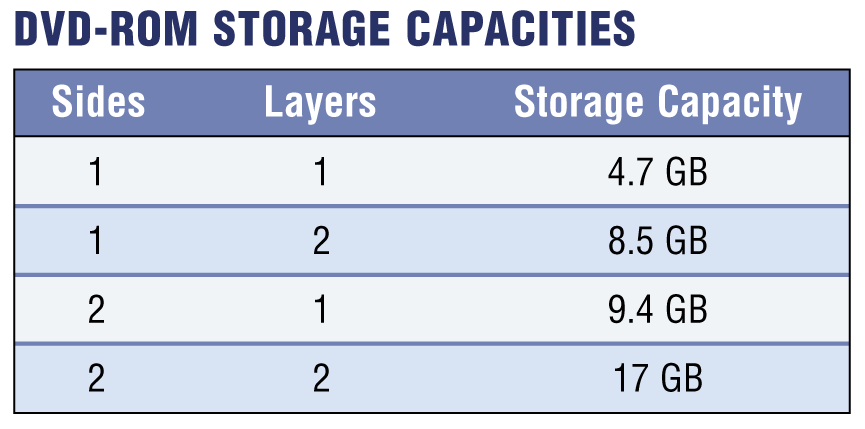 DVD-ROM STORAGE CAPACITIES
Sides Layers Storage Capacity
1 1 4.7 GB
1 2 8.5 GB
2 1 9.4 GB
2 2 17 GB